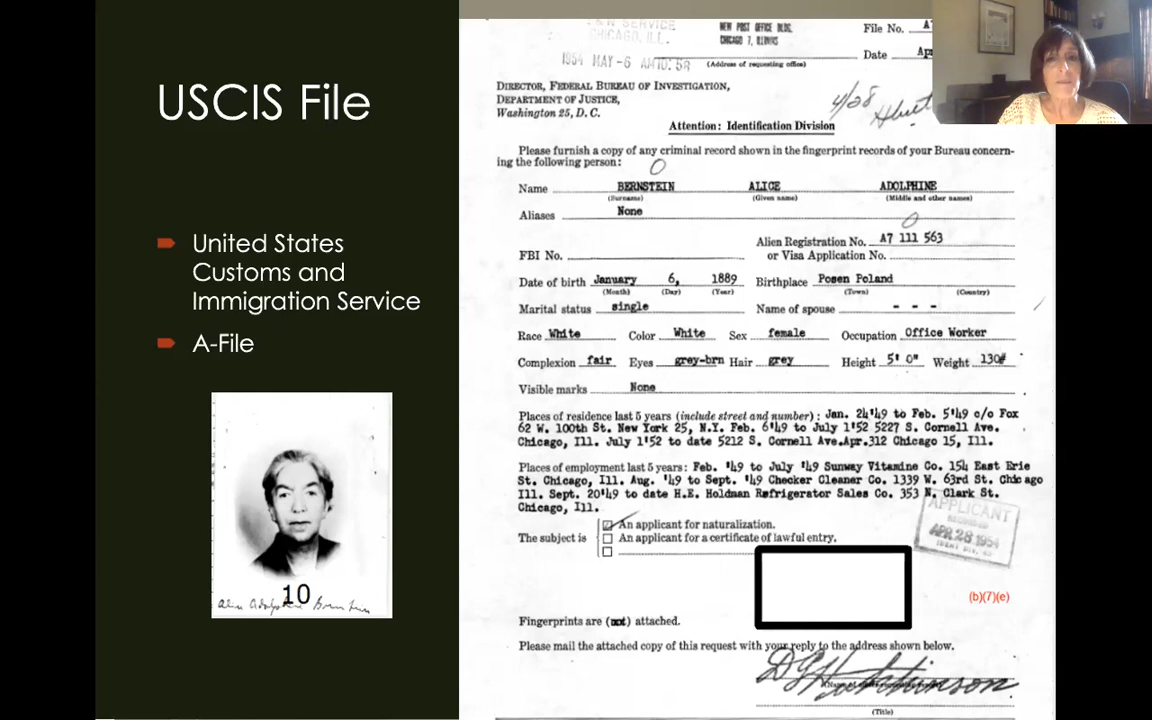 USCIS File
United States
Customs and
Immigration Service
A-File
10
CHICAGO, ILL.
1954 MAY -6 AM 10:58
NEW POST OFFICE BLDG.
CHICAGO 7, ILLINOIS
(Address of requesting office)
File No. A7
Date Apr
DIRECTOR, FEDERAL BUREAU OF INVESTIGATION,
DEPARTMENT OF JUSTICE,
Washington 25, D. C.
4/28
Attention: Identification Division
Please furnish a copy of any criminal record shown in the fingerprint records of your Bureau concern-
ing the following person:
Name BERNSTEIN ALICE ADOLPHINE
(Surname) (Given name) (Middle and other names)
Aliases None
Alien Registration No. A7 111 563
FBI No. or Visa Application No.
Date of birth January 6, 1889 Birthplace Posen Poland
(Month) (Day) (Year) (Town) (Country)
Marital status single Name of spouse - - -
Race White Color White Sex female Occupation Office Worker
Complexion fair Eyes grey-brn Hair grey Height 5' 0" Weight 130#
Visible marks None
Places of residence last 5 years (include street and number): Jan. 24'49 to Feb. 5'49 c/o Fox
62 W. 100th St. New York 25, N.Y. Feb. 6'49 to July 1'52 5227 S. Cornell Ave.
Chicago, Ill. July 1'52 to date 5212 S. Cornell Ave.Apr.312 Chicago 15, Ill.
Places of employment last 5 years: Feb. '49 to July '49 Sunway Vitamine Co. 154 East Erie
St. Chicago, Ill. Aug. '49 to Sept. '49 Checker Cleaner Co. 1339 W. 63rd St. Chicago
Ill. Sept. 20'49 to date H.E. Holdman Refrigerator Sales Co. 353 N. Clark St.
Chicago, Ill.
APPLICANT
APR 28 1954
An applicant for naturalization.
The subject is An applicant for a certificate of lawful entry.
(b)(7)(e)
Fingerprints are (not) attached.
Please mail the attached copy of this request with your reply to the address shown below.
(Title)